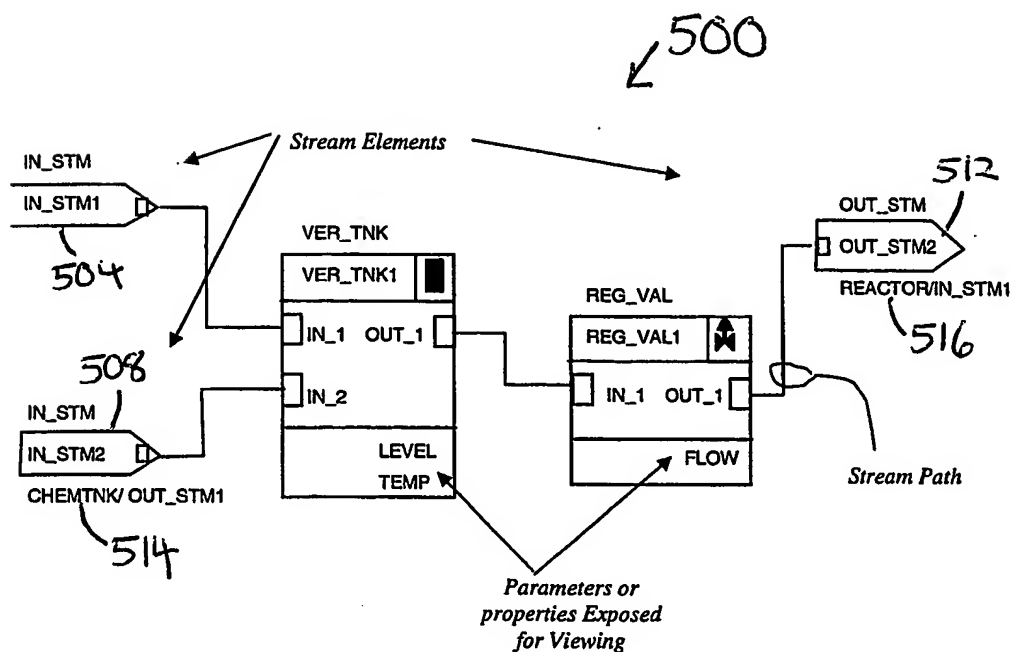 500
Stream Elements
IN_STM
IN_STM1
504
VER_TNK
VER_TNK1
IN_1 OUT_1
IN_2
LEVEL
TEMP
508
IN_STM
IN_STM2
CHEMTNK/ OUT_STM1
514
REG_VAL
REG_VAL1
IN_1 OUT_1
FLOW
512
OUT_STM
OUT_STM2
REACTOR/IN_STM1
516
Stream Path
Parameters or
properties Exposed
for Viewing